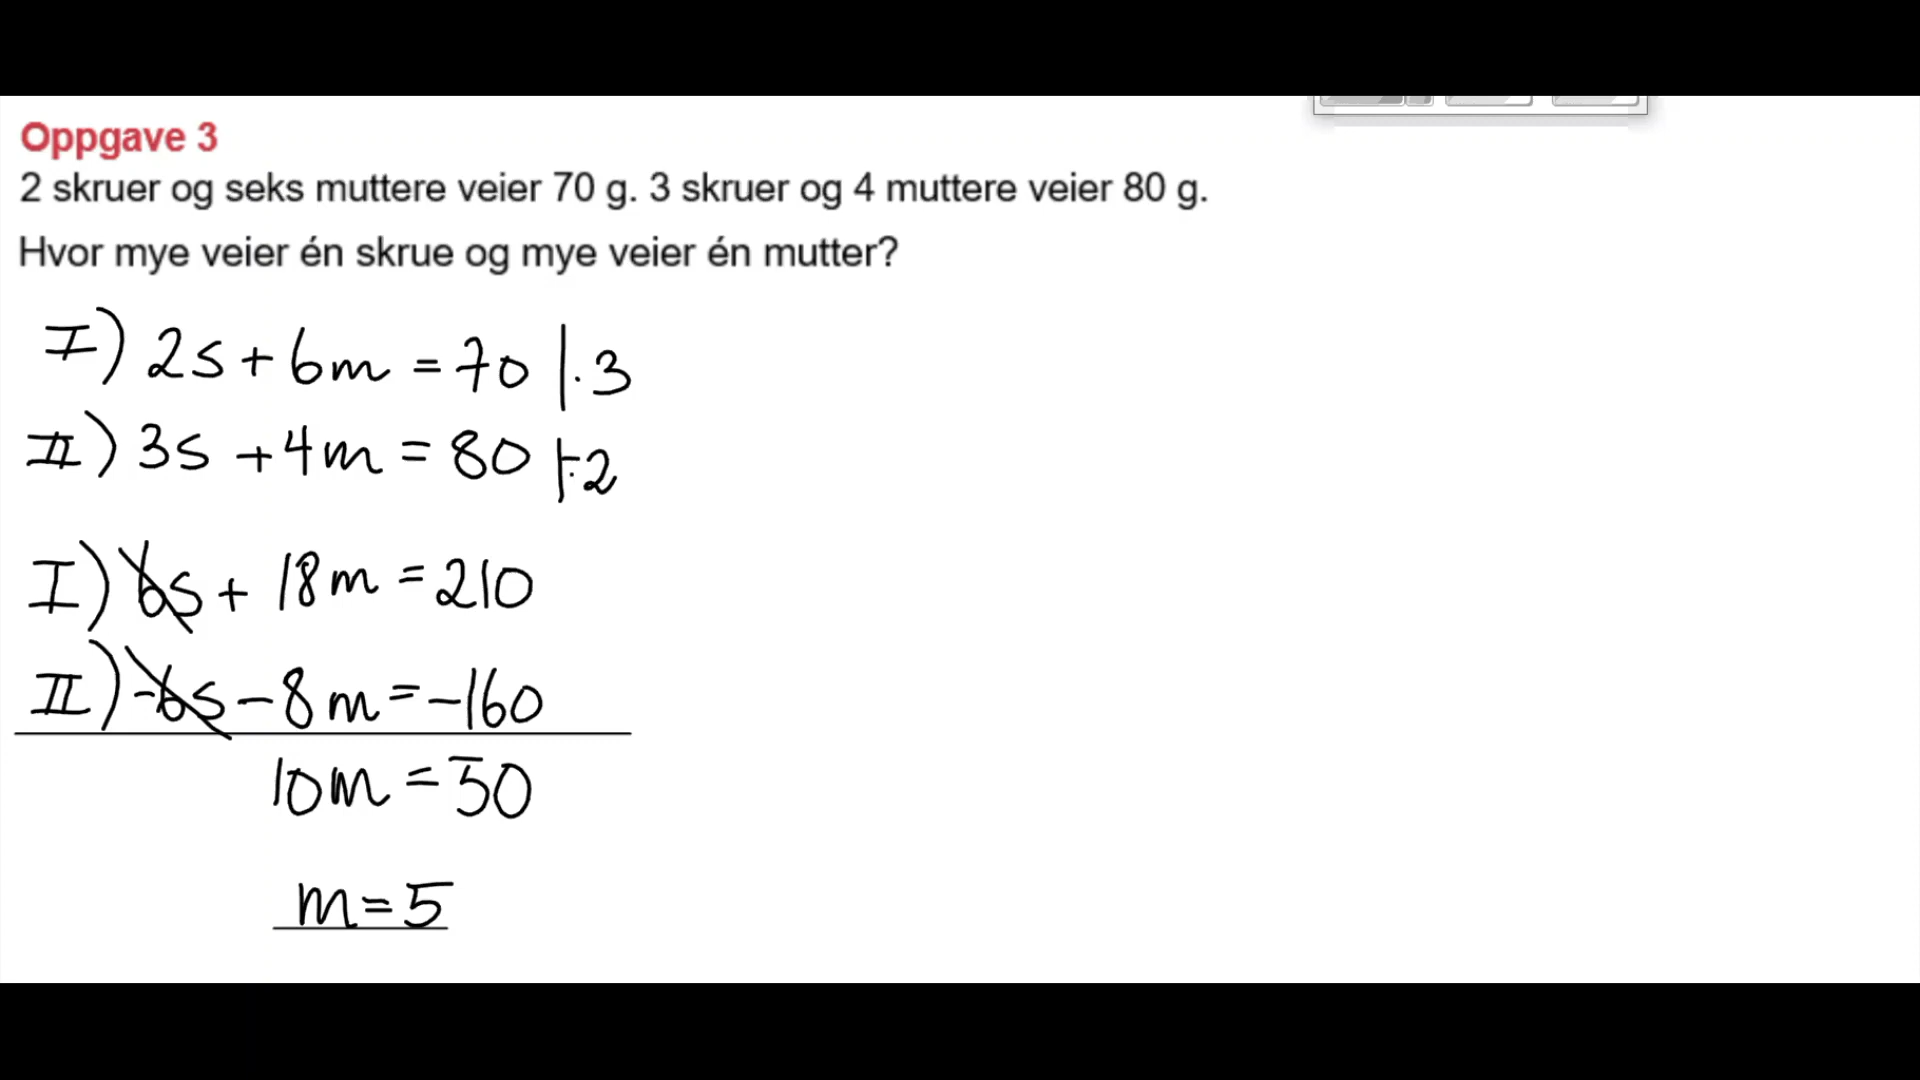 Oppgave 3
2 skruer og seks muttere veier 70 g. 3 skruer og 4 muttere veier 80 g.
Hvor mye veier én skrue og mye veier én mutter?
I) 2s + 6m = 70 |·3
II) 3s + 4m = 80 |·-2
I) 6s + 18m = 210
II) -6s - 8m = -160
10m = 50
m = 5